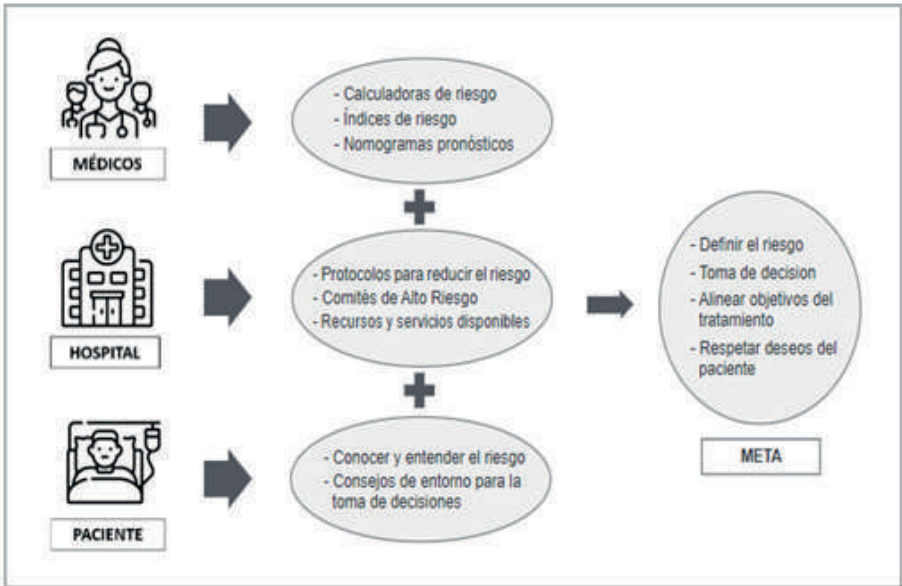 MÉDICOS
- Calculadoras de riesgo
- Índices de riesgo
- Nomogramas pronósticos
HOSPITAL
- Protocolos para reducir el riesgo
- Comités de Alto Riesgo
- Recursos y servicios disponibles
PACIENTE
- Conocer y entender el riesgo
- Consejos de entorno para la
toma de decisiones
- Definir el riesgo
- Toma de decision
- Alinear objetivos del
tratamiento
- Respetar deseos del
paciente
META